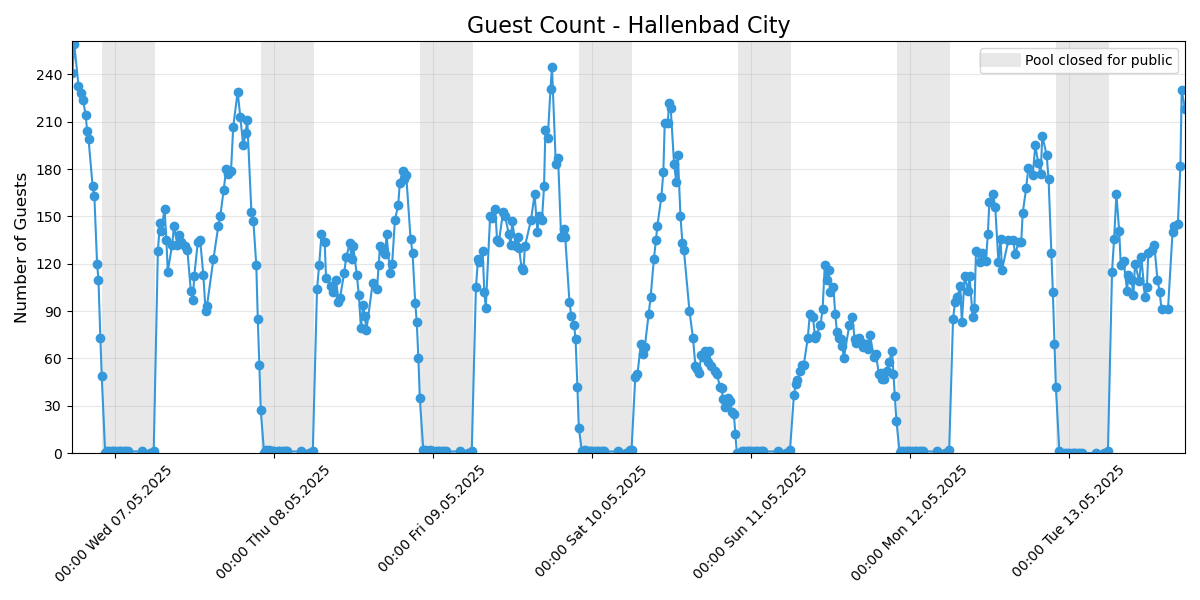 Guest Count - Hallenbad City
Pool closed for public
Number of Guests
240
210
180
150
120
90
60
30
0
00:00 Wed 07.05.2025
00:00 Thu 08.05.2025
00:00 Fri 09.05.2025
00:00 Sat 10.05.2025
00:00 Sun 11.05.2025
00:00 Mon 12.05.2025
00:00 Tue 13.05.2025